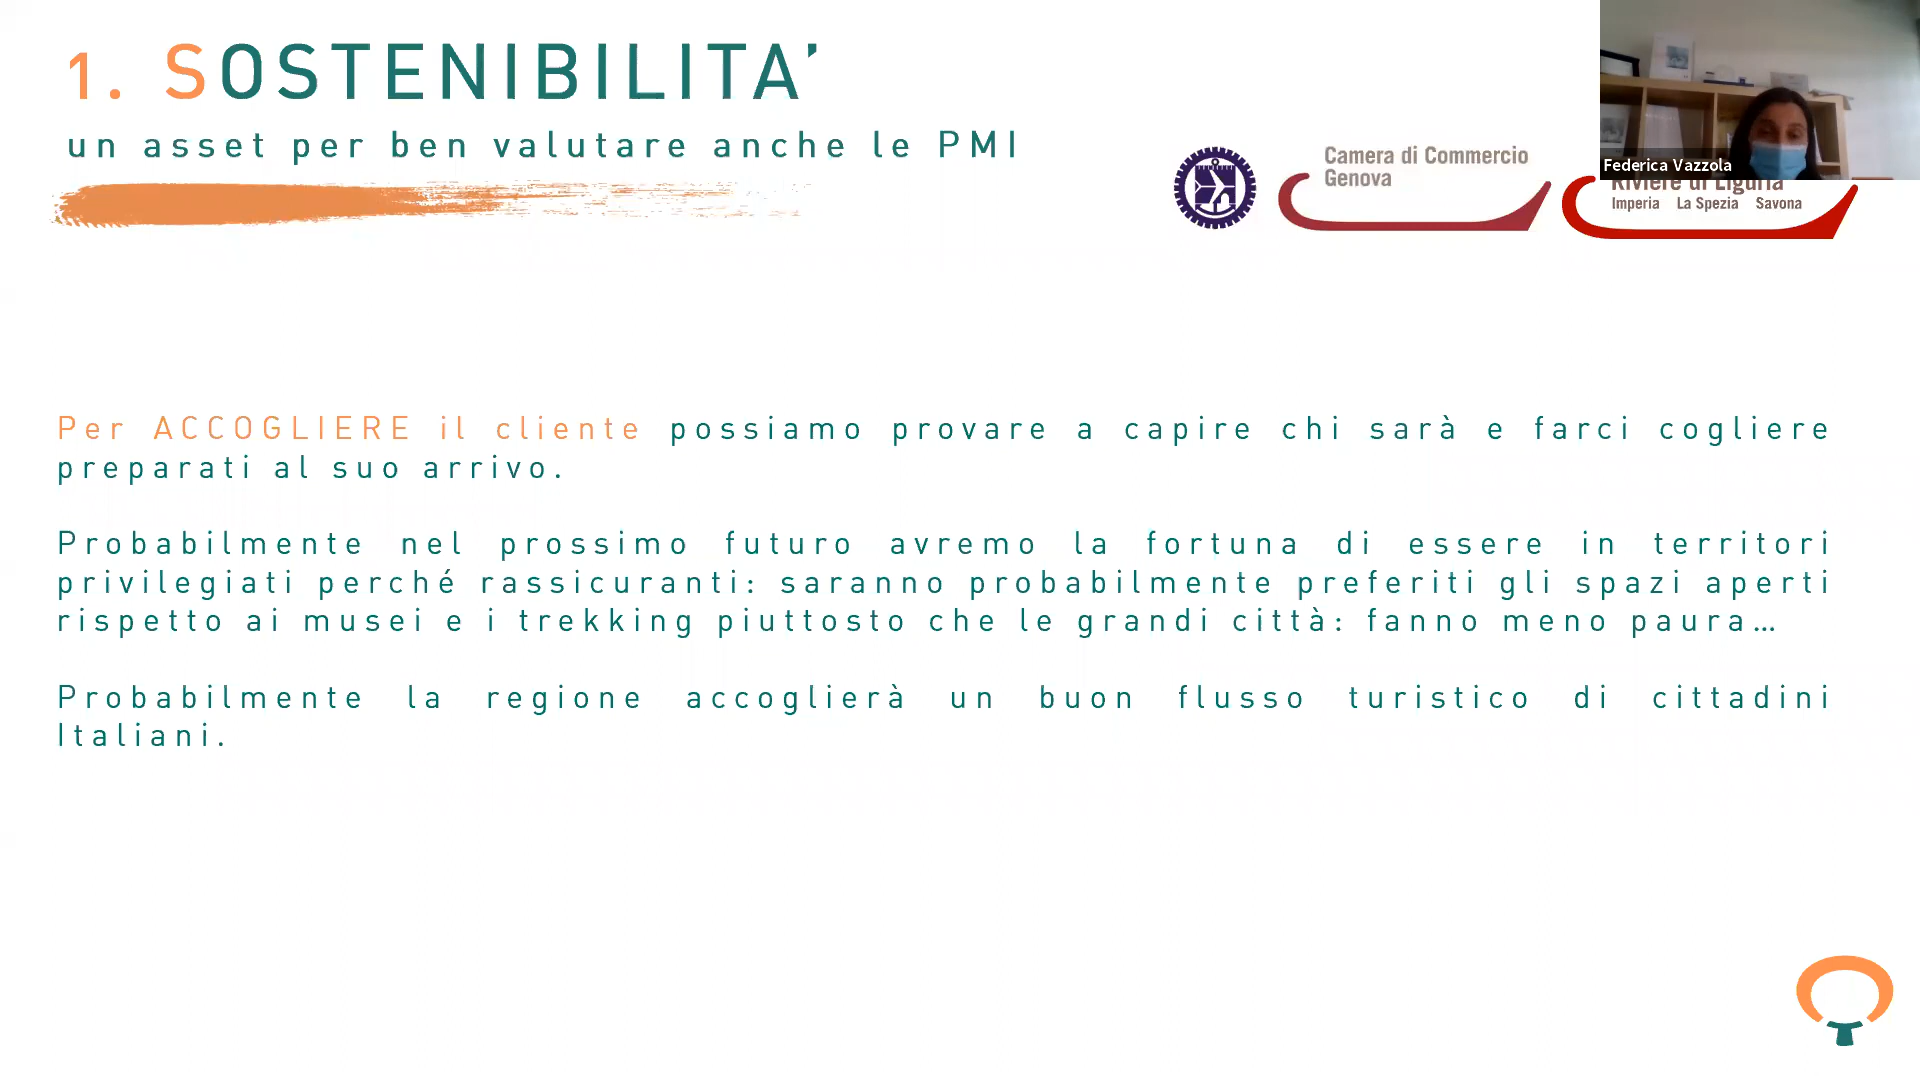 1. SOSTENIBILITA’
un asset per ben valutare anche le PMI
Camera di Commercio
Genova
Federica Vazzola
Riviere di Liguria
Imperia La Spezia Savona
Per ACCOGLIERE il cliente possiamo provare a capire chi sarà e farci cogliere
preparati al suo arrivo.
Probabilmente nel prossimo futuro avremo la fortuna di essere in territori
privilegiati perché rassicuranti: saranno probabilmente preferiti gli spazi aperti
rispetto ai musei e i trekking piuttosto che le grandi città: fanno meno paura…
Probabilmente la regione accoglierà un buon flusso turistico di cittadini
Italiani.